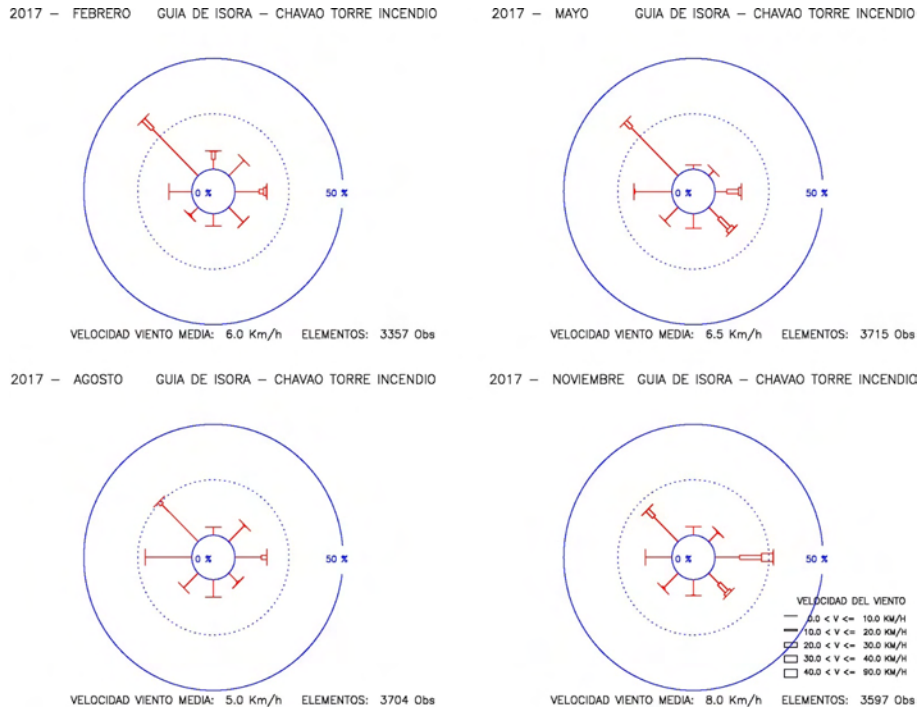 2017 – FEBRERO GUIA DE ISORA – CHAVAO TORRE INCENDIO
0 %
50 %
VELOCIDAD VIENTO MEDIA: 6.0 Km/h ELEMENTOS: 3357 Obs
2017 – MAYO GUIA DE ISORA – CHAVAO TORRE INCENDIO
0 %
50 %
VELOCIDAD VIENTO MEDIA: 6.5 Km/h ELEMENTOS: 3715 Obs
2017 – AGOSTO GUIA DE ISORA – CHAVAO TORRE INCENDIO
0 %
50 %
VELOCIDAD VIENTO MEDIA: 5.0 Km/h ELEMENTOS: 3704 Obs
2017 – NOVIEMBRE GUIA DE ISORA – CHAVAO TORRE INCENDIO
0 %
50 %
VELOCIDAD DEL VIENTO
0.0 < V <= 10.0 KM/H
10.0 < V <= 20.0 KM/H
20.0 < V <= 30.0 KM/H
30.0 < V <= 40.0 KM/H
40.0 < V <= 90.0 KM/H
VELOCIDAD VIENTO MEDIA: 8.0 Km/h ELEMENTOS: 3597 Obs